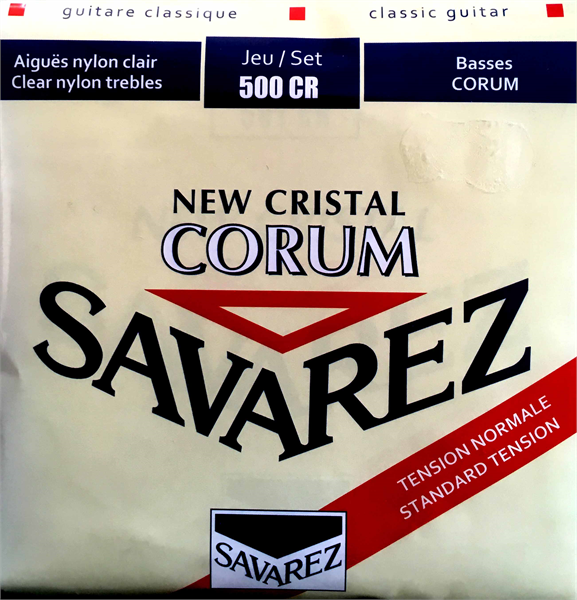 guitare classique
classic guitar
Aiguës nylon clair
Clear nylon trebles
Jeu / Set
500 CR
Basses
CORUM
NEW CRISTAL
CORUM
SAVAREZ
TENSION NORMALE
STANDARD TENSION
SAVAREZ